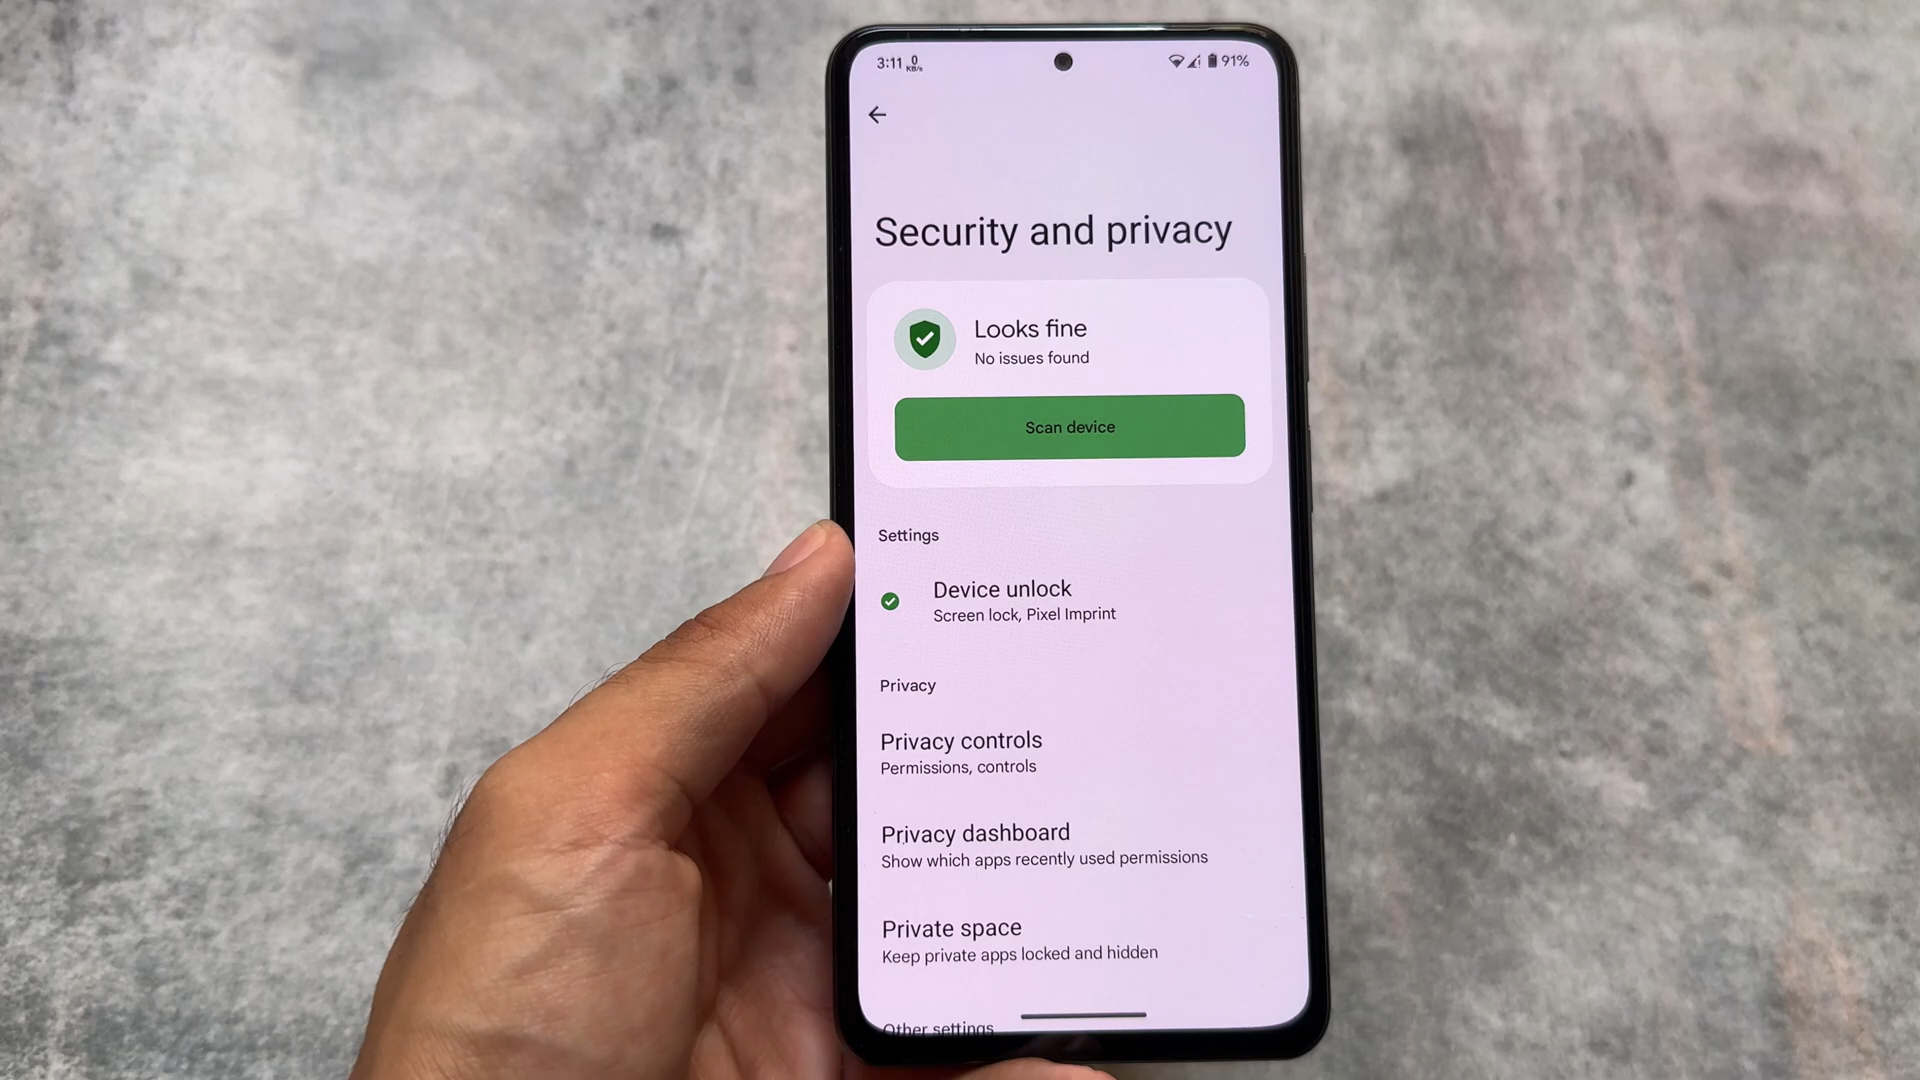 3:11 0 KB/s 91%
Security and privacy
Looks fine
No issues found
Scan device
Settings
Device unlock
Screen lock, Pixel Imprint
Privacy
Privacy controls
Permissions, controls
Privacy dashboard
Show which apps recently used permissions
Private space
Keep private apps locked and hidden
Other settings